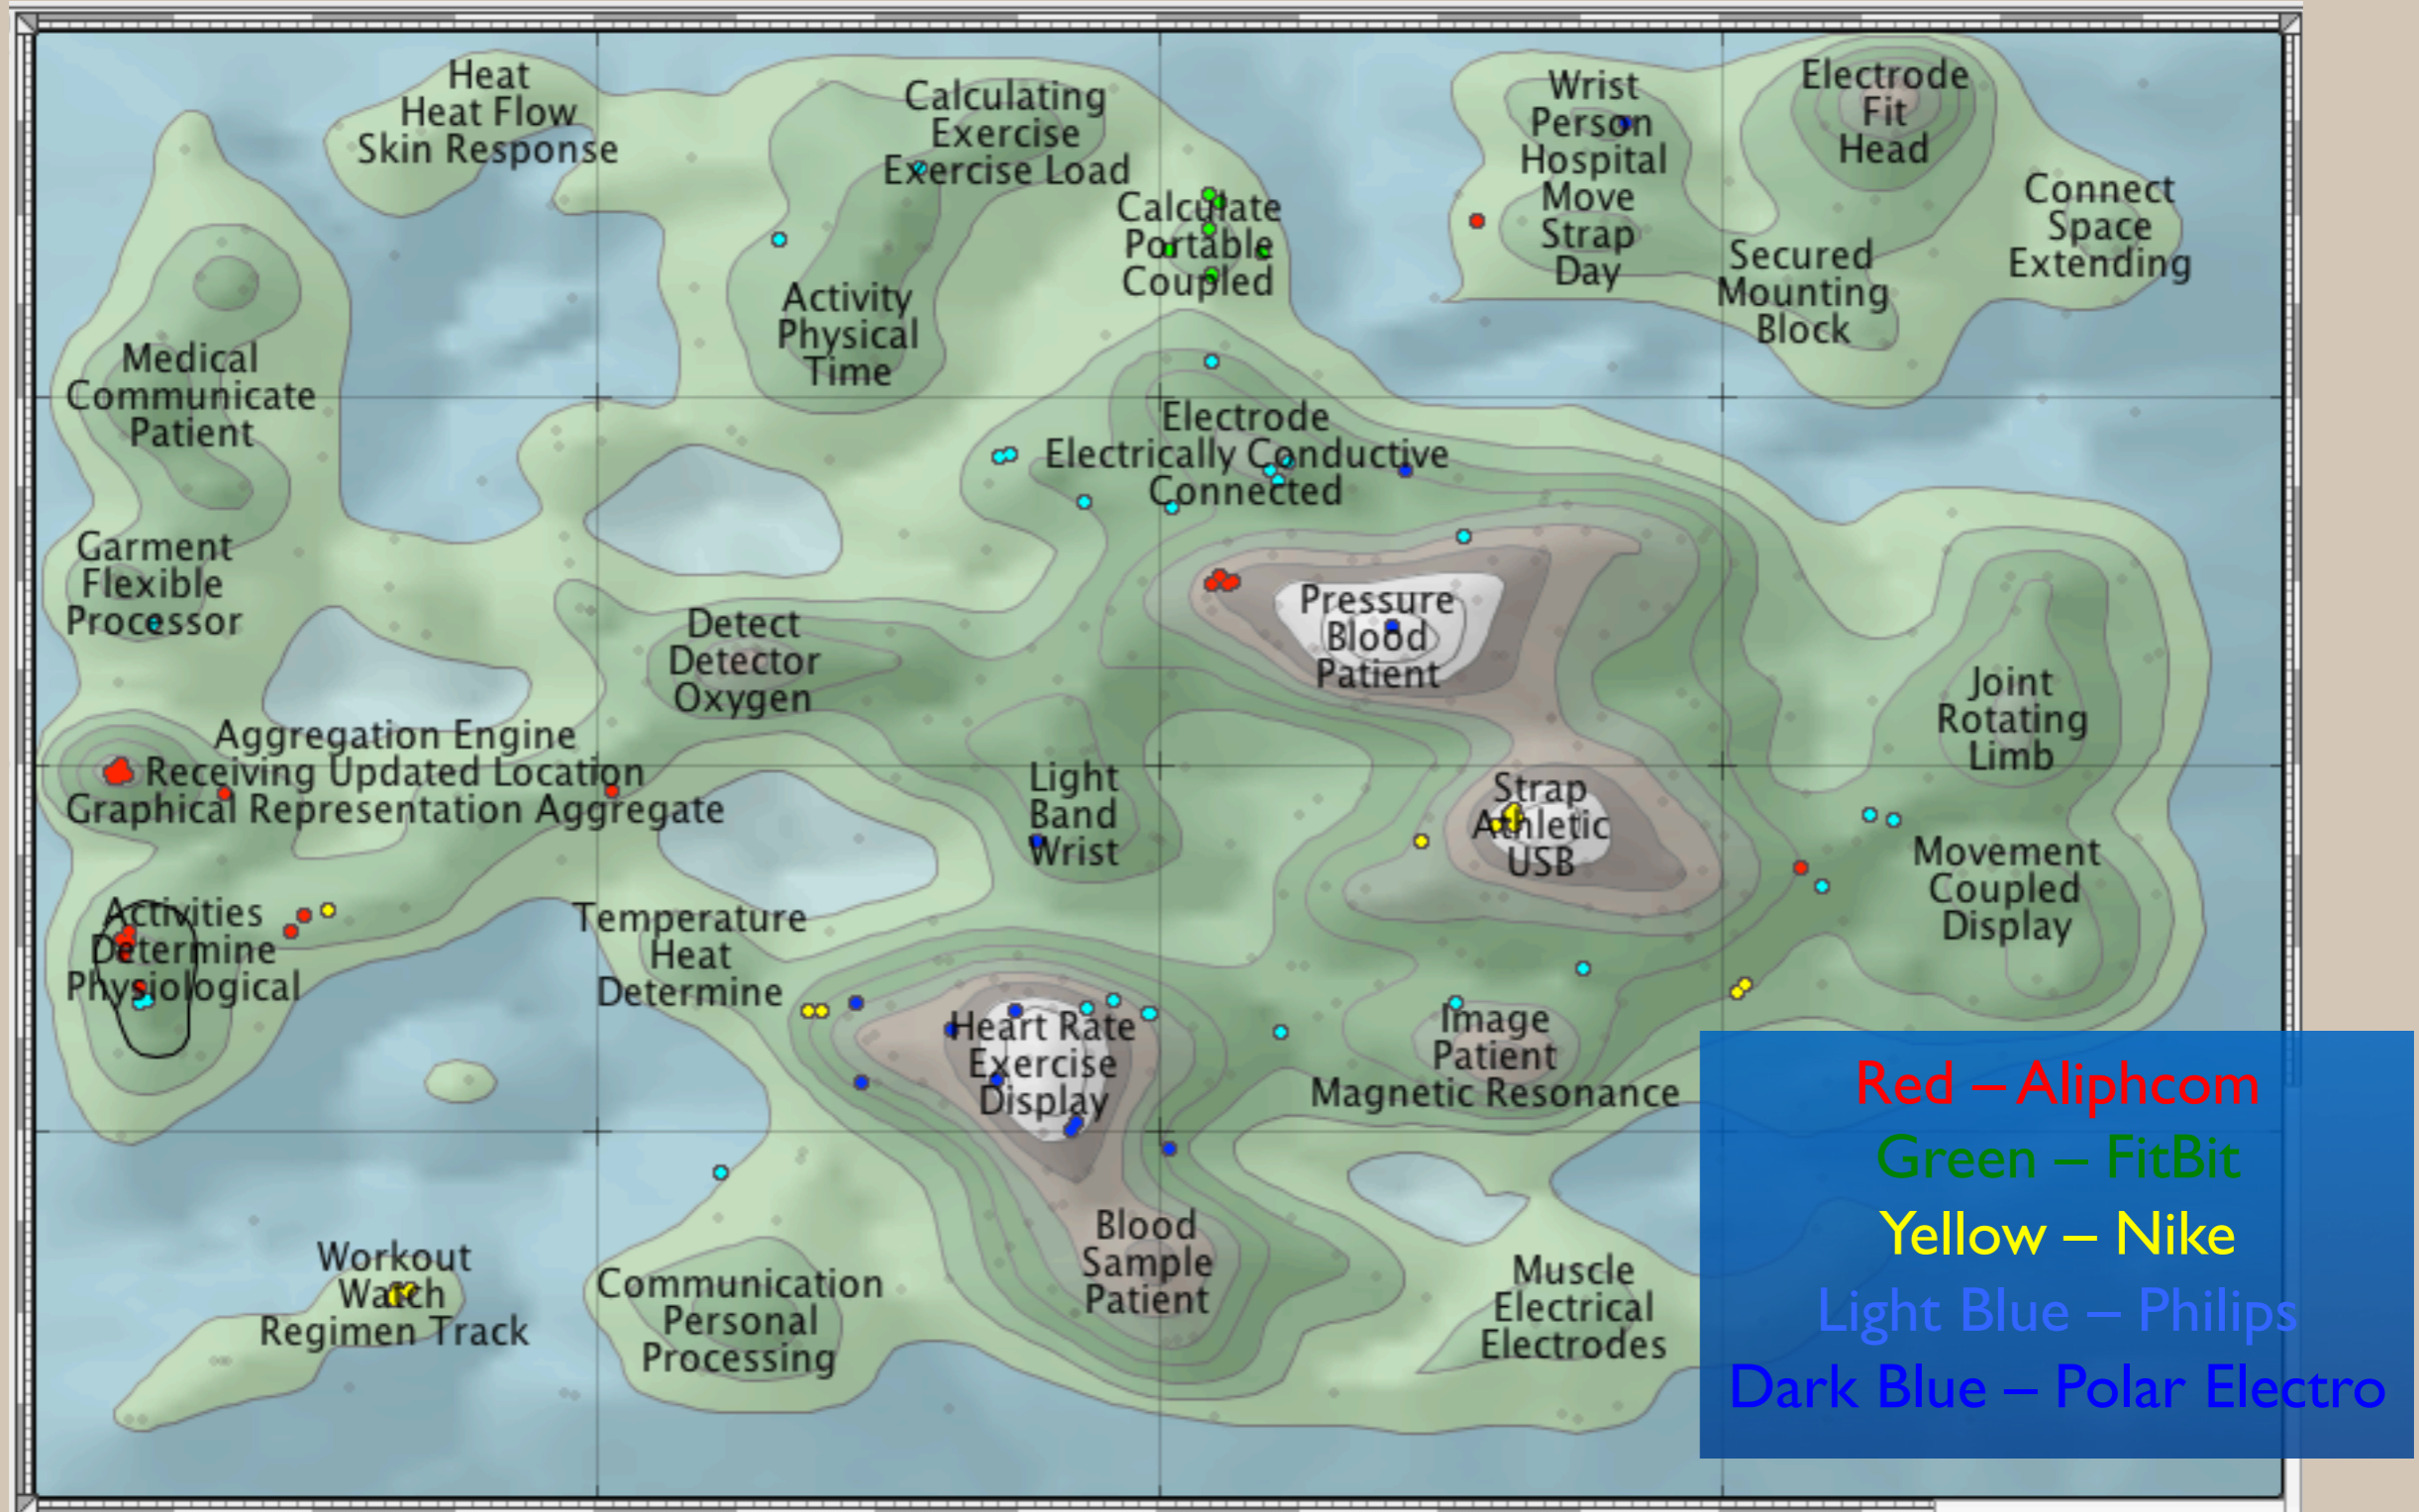 Heat
Heat Flow
Skin Response
Calculating
Exercise
Exercise Load
Wrist
Person
Hospital
Move
Strap
Day
Electrode
Fit
Head
Calculate
Portable
Coupled
Connect
Space
Extending
Secured
Mounting
Block
Activity
Physical
Time
Medical
Communicate
Patient
Electrode
Electrically Conductive
Connected
Garment
Flexible
Processor
Detect
Detector
Oxygen
Pressure
Blood
Patient
Joint
Rotating
Limb
Aggregation Engine
Receiving Updated Location
Graphical Representation Aggregate
Light
Band
Wrist
Strap
Athletic
USB
Movement
Coupled
Display
Activities
Determine
Physiological
Temperature
Heat
Determine
Heart Rate
Exercise
Display
Image
Patient
Magnetic Resonance
Blood
Sample
Patient
Workout
Watch
Regimen Track
Communication
Personal
Processing
Muscle
Electrical
Electrodes
Red – Aliphcom
Green – FitBit
Yellow – Nike
Light Blue – Philips
Dark Blue – Polar Electro